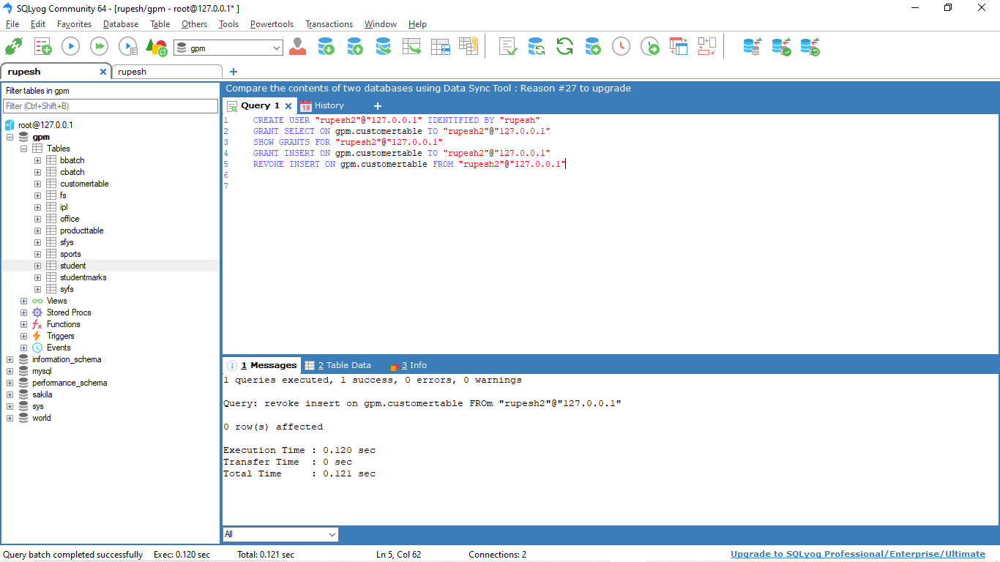 SQLyog Community 64 - [rupesh/gpm - root@127.0.0.1* ]
File Edit Favorites Database Table Others Tools Powertools Transactions Window Help
gpm
rupesh
rupesh
Filter tables in gpm
Filter (Ctrl+Shift+B)
root@127.0.0.1
gpm
Tables
bbatch
cbatch
customertable
fs
ipl
office
producttable
sfys
sports
student
studentmarks
syfs
Views
Stored Procs
Functions
Triggers
Events
information_schema
mysql
performance_schema
sakila
sys
world
Compare the contents of two databases using Data Sync Tool : Reason #27 to upgrade
Query 1
18
History
1 CREATE USER "rupesh2"@"127.0.0.1" IDENTIFIED BY "rupesh"
2 GRANT SELECT ON gpm.customertable TO "rupesh2"@"127.0.0.1"
3 SHOW GRANTS FOR "rupesh2"@"127.0.0.1"
4 GRANT INSERT ON gpm.customertable TO "rupesh2"@"127.0.0.1"
5 REVOKE INSERT ON gpm.customertable FROM "rupesh2"@"127.0.0.1"
6
7
1 Messages 2 Table Data 3 Info
1 queries executed, 1 success, 0 errors, 0 warnings
Query: revoke insert on gpm.customertable FROm "rupesh2"@"127.0.0.1"
0 row(s) affected
Execution Time : 0.120 sec
Transfer Time : 0 sec
Total Time : 0.121 sec
All
Query batch completed successfully Exec: 0.120 sec Total: 0.121 sec Ln 5, Col 62 Connections: 2 Upgrade to SQLyog Professional/Enterprise/Ultimate